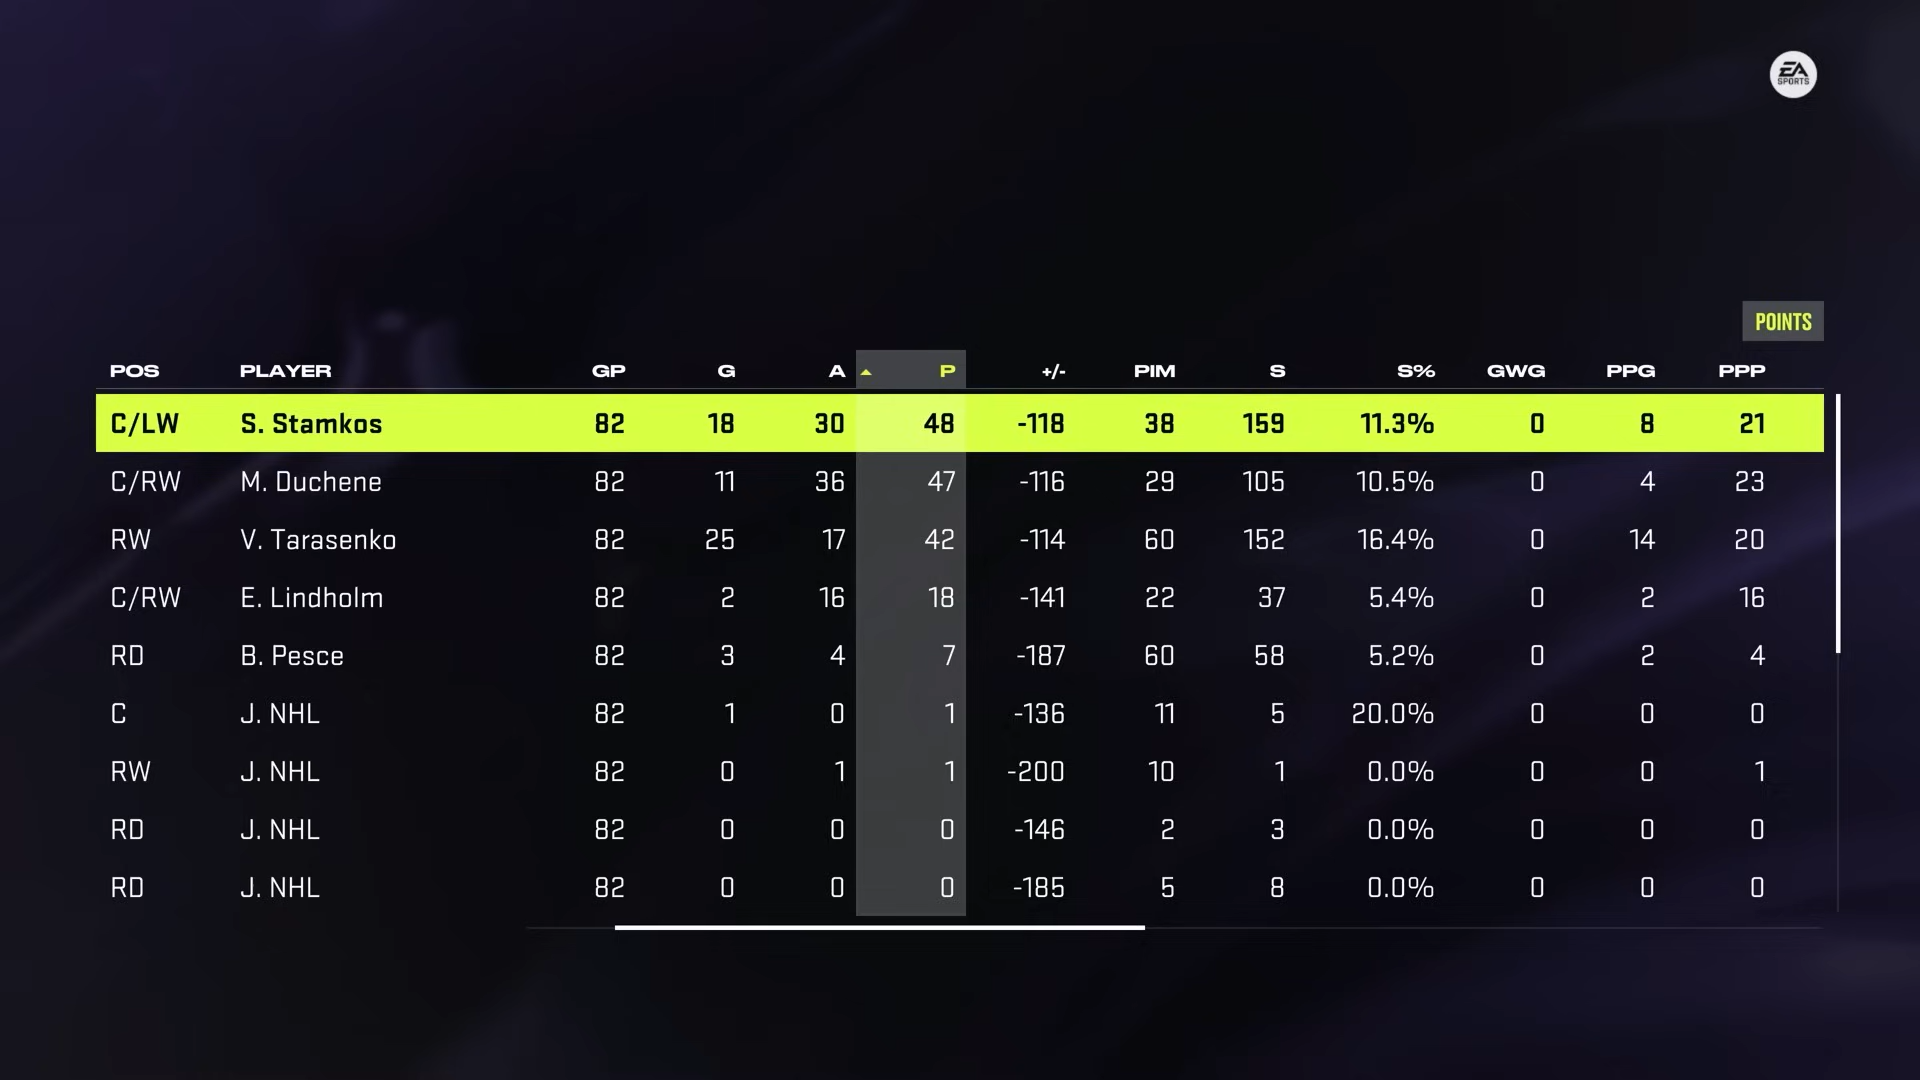 EA SPORTS
POINTS
POS PLAYER GP G A P +/- PIM S S% GWG PPG PPP
C/LW S. Stamkos 82 18 30 48 -118 38 159 11.3% 0 8 21
C/RW M. Duchene 82 11 36 47 -116 29 105 10.5% 0 4 23
RW V. Tarasenko 82 25 17 42 -114 60 152 16.4% 0 14 20
C/RW E. Lindholm 82 2 16 18 -141 22 37 5.4% 0 2 16
RD B. Pesce 82 3 4 7 -187 60 58 5.2% 0 2 4
C J. NHL 82 1 0 1 -136 11 5 20.0% 0 0 0
RW J. NHL 82 0 1 1 -200 10 1 0.0% 0 0 1
RD J. NHL 82 0 0 0 -146 2 3 0.0% 0 0 0
RD J. NHL 82 0 0 0 -185 5 8 0.0% 0 0 0